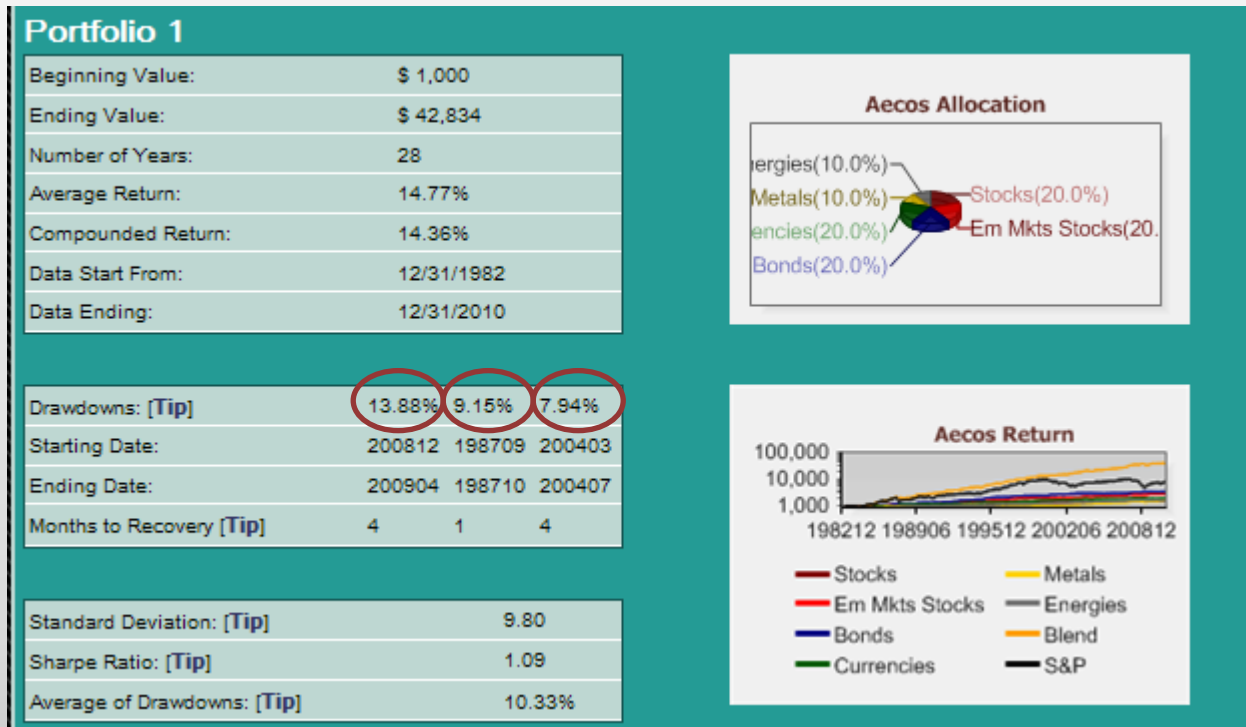 Portfolio 1
Beginning Value: $ 1,000
Ending Value: $ 42,834
Number of Years: 28
Average Return: 14.77%
Compounded Return: 14.36%
Data Start From: 12/31/1982
Data Ending: 12/31/2010
Drawdowns: [Tip] 13.88% 9.15% 7.94%
Starting Date: 200812 198709 200403
Ending Date: 200904 198710 200407
Months to Recovery [Tip] 4 1 4
Standard Deviation: [Tip] 9.80
Sharpe Ratio: [Tip] 1.09
Average of Drawdowns: [Tip] 10.33%
Aecos Allocation
ergies(10.0%)
Stocks(20.0%)
Metals(10.0%)
Em Mkts Stocks(20.
encies(20.0%)
Bonds(20.0%)
Aecos Return
100,000
10,000
1,000
198212 198906 199512 200206 200812
Stocks Metals
Em Mkts Stocks Energies
Bonds Blend
Currencies S&P